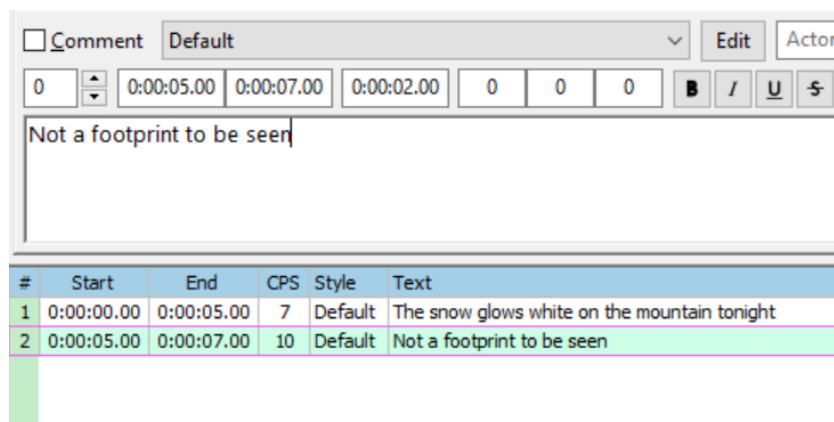 Comment Default Edit Actor
0 0:00:05.00 0:00:07.00 0:00:02.00 0 0 0 B I U S
Not a footprint to be seen
# Start End CPS Style Text
1 0:00:00.00 0:00:05.00 7 Default The snow glows white on the mountain tonight
2 0:00:05.00 0:00:07.00 10 Default Not a footprint to be seen